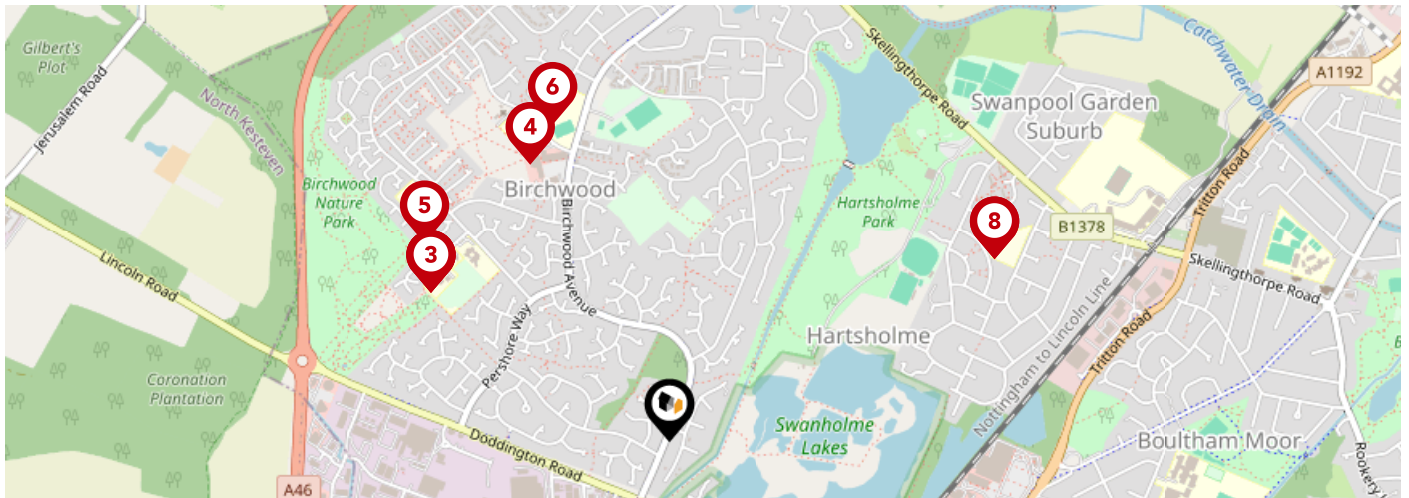 Gilbert's
Plot
Jerusalem Road
North Kesteven
Lincoln Road
Birchwood
Nature
Park
Coronation
Plantation
A46
6
4
Birchwood
5
3
Birchwood Avenue
Pershore Way
Doddington Road
Skellingthorpe Road
Catchwater Drain
A1192
Swanpool Garden
Suburb
Hartsholme
Park
8
B1378
Tritton Road
Skellingthorpe Road
Hartsholme
Nottingham to Lincoln Line
Tritton Road
Swanholme
Lakes
Boultham Moor
Rookery
B